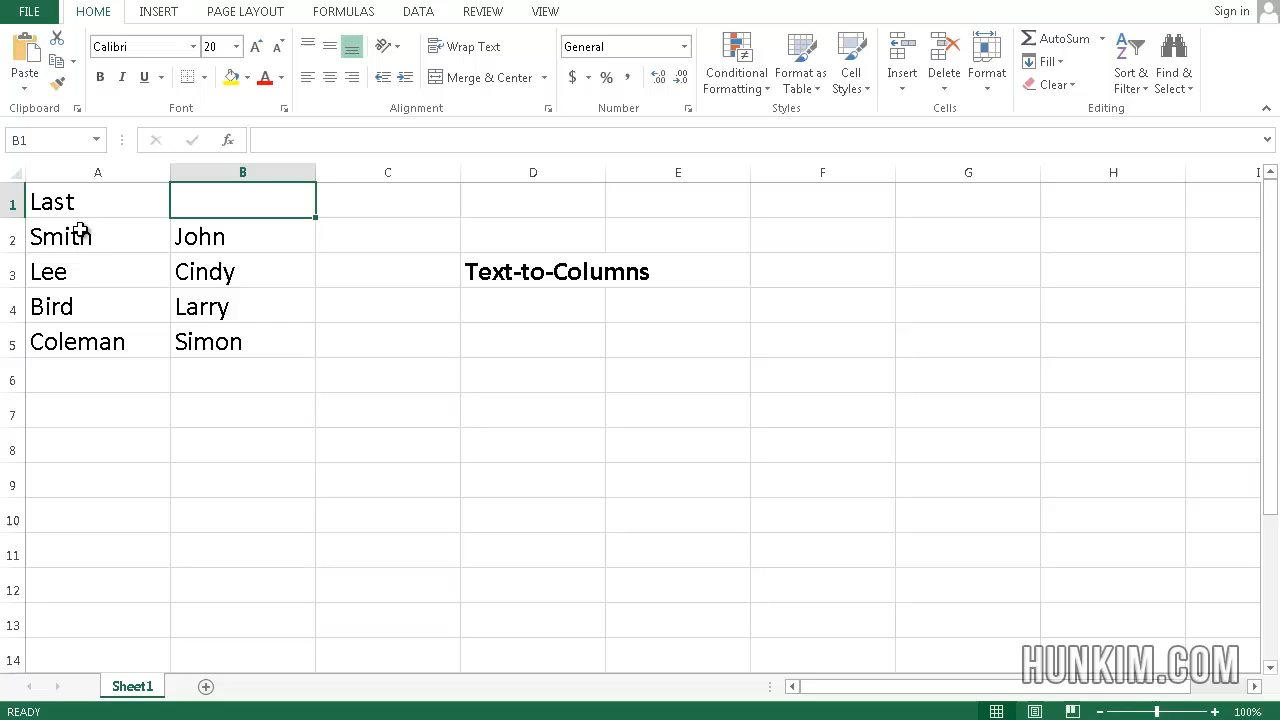 FILE HOME INSERT PAGE LAYOUT FORMULAS DATA REVIEW VIEW Sign in
Calibri 20 Wrap Text General AutoSum
Paste B I U Merge & Center $ % , Conditional Formatting Format as Table Cell Styles Insert Delete Format Fill Clear Sort & Filter Find & Select
Clipboard Font Alignment Number Styles Cells Editing
B1 fx
A B C D E F G H I
1 Last
2 Smith John
3 Lee Cindy Text-to-Columns
4 Bird Larry
5 Coleman Simon
6
7
8
9
10
11
12
13
14
HUNKIM.COM
Sheet1
READY 100%